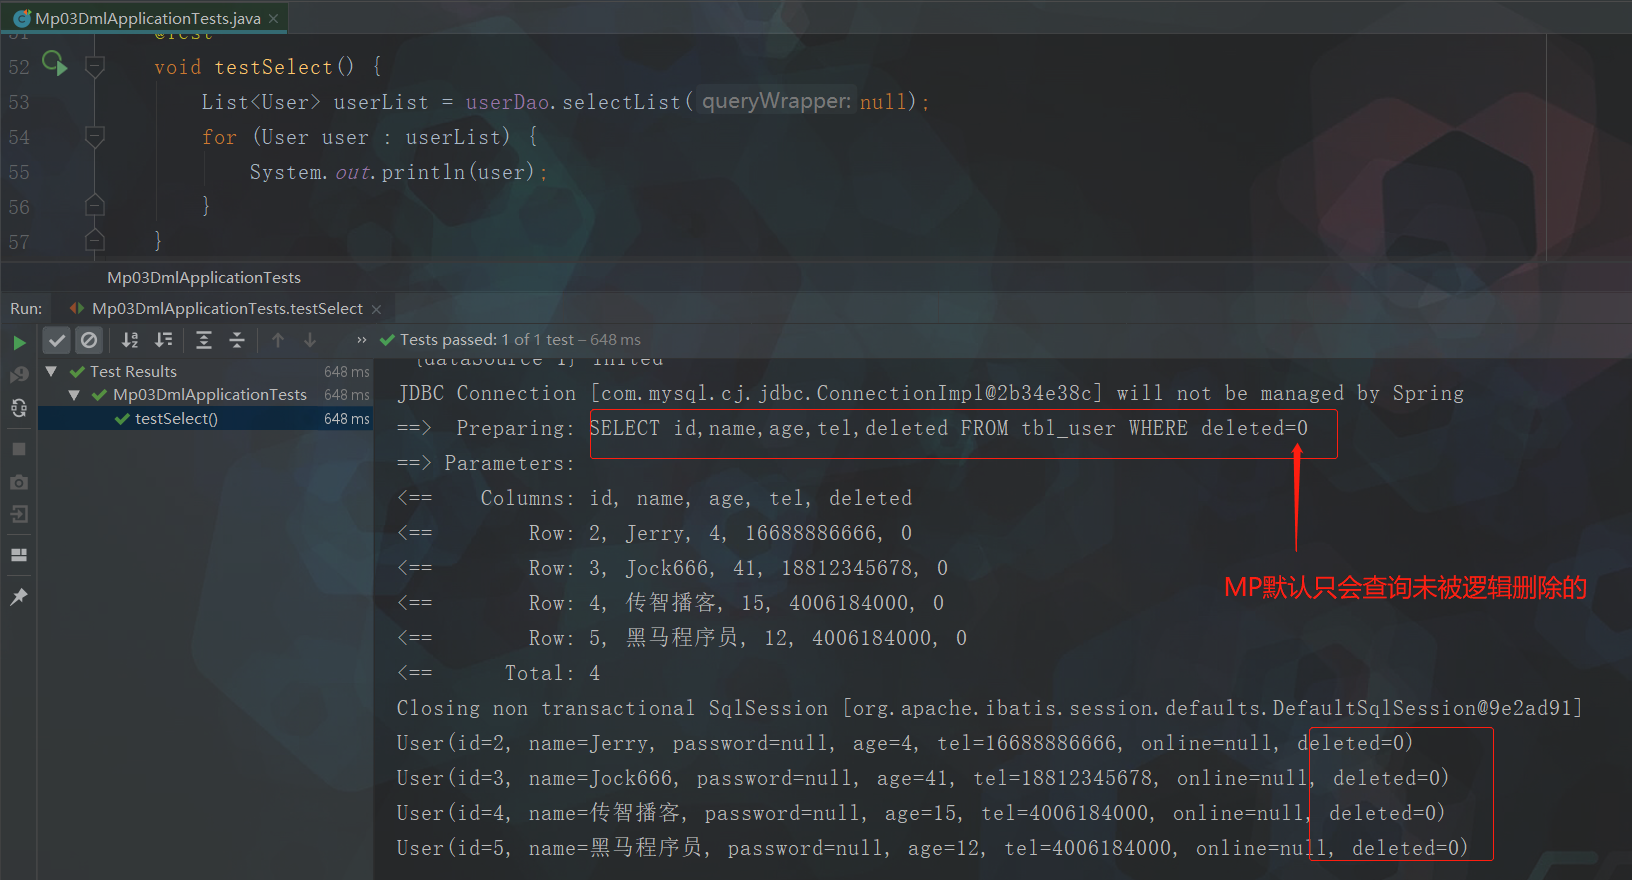 Mp03DmlApplicationTests.java ×
51 @Test
52 void testSelect() {
53 List<User> userList = userDao.selectList( queryWrapper: null);
54 for (User user : userList) {
55 System.out.println(user);
56 }
57 }
Mp03DmlApplicationTests
Run: Mp03DmlApplicationTests.testSelect ×
» Tests passed: 1 of 1 test – 648 ms
Test Results 648 ms
Mp03DmlApplicationTests 648 ms
testSelect() 648 ms
{dataSource-1} inited
JDBC Connection [com.mysql.cj.jdbc.ConnectionImpl@2b34e38c] will not be managed by Spring
==>  Preparing: SELECT id,name,age,tel,deleted FROM tbl_user WHERE deleted=0
==> Parameters:
<==    Columns: id, name, age, tel, deleted
<==        Row: 2, Jerry, 4, 16688886666, 0
<==        Row: 3, Jock666, 41, 18812345678, 0
<==        Row: 4, 传智播客, 15, 4006184000, 0
<==        Row: 5, 黑马程序员, 12, 4006184000, 0
<==      Total: 4
MP默认只会查询未被逻辑删除的
Closing non transactional SqlSession [org.apache.ibatis.session.defaults.DefaultSqlSession@9e2ad91]
User(id=2, name=Jerry, password=null, age=4, tel=16688886666, online=null, deleted=0)
User(id=3, name=Jock666, password=null, age=41, tel=18812345678, online=null, deleted=0)
User(id=4, name=传智播客, password=null, age=15, tel=4006184000, online=null, deleted=0)
User(id=5, name=黑马程序员, password=null, age=12, tel=4006184000, online=null, deleted=0)